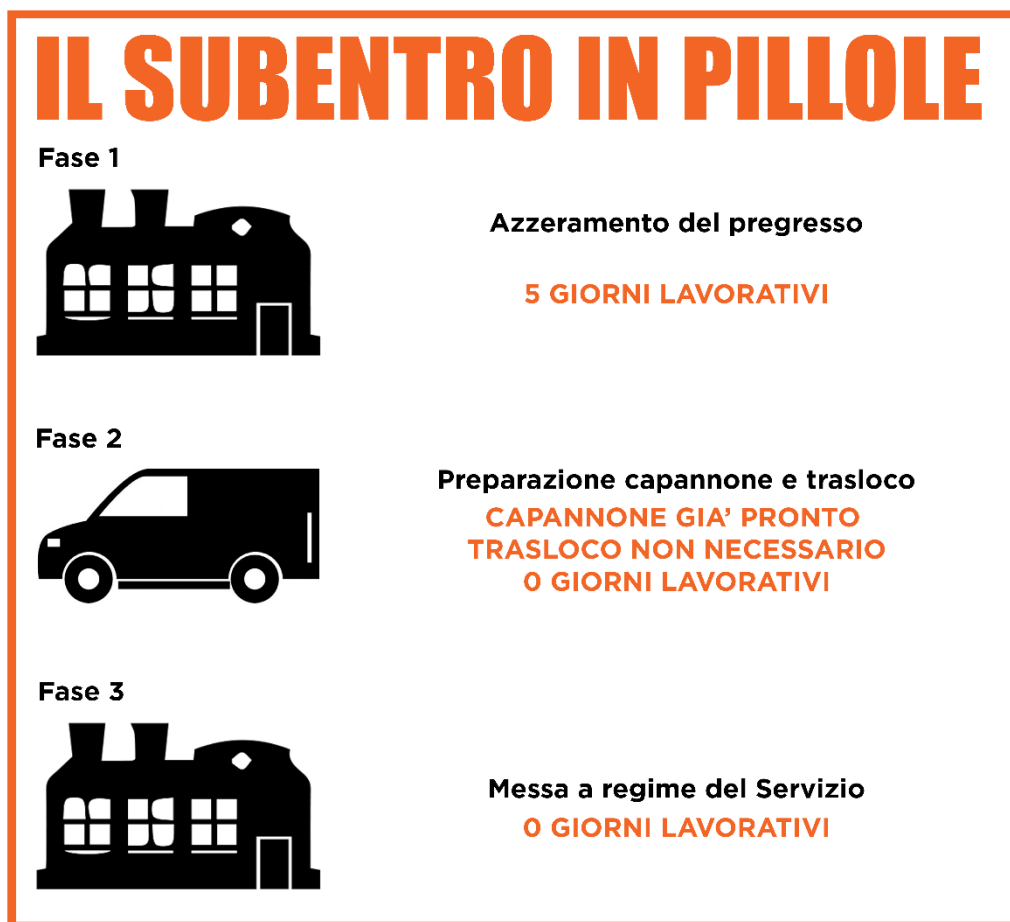 IL SUBENTRO IN PILLOLE
Fase 1
Azzeramento del pregresso
5 GIORNI LAVORATIVI
Fase 2
Preparazione capannone e trasloco
CAPANNONE GIA' PRONTO
TRASLOCO NON NECESSARIO
0 GIORNI LAVORATIVI
Fase 3
Messa a regime del Servizio
0 GIORNI LAVORATIVI